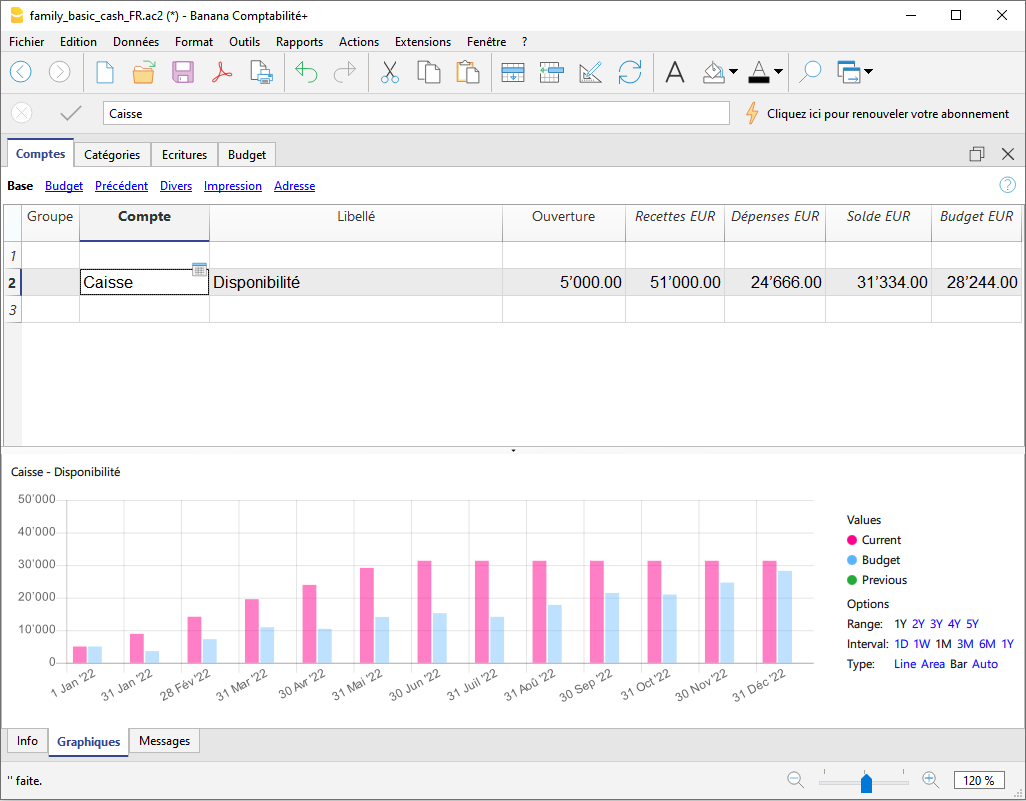 family_basic_cash_FR.ac2 (*) - Banana Comptabilité+
Fichier Edition Données Format Outils Rapports Actions Extensions Fenêtre ?
Caisse
Cliquez ici pour renouveler votre abonnement
Comptes Catégories Ecritures Budget
Base Budget Précédent Divers Impression Adresse
?
Groupe Compte Libellé Ouverture Recettes EUR Dépenses EUR Solde EUR Budget EUR
1
2 Caisse Disponibilité 5’000.00 51’000.00 24’666.00 31’334.00 28’244.00
3
Caisse - Disponibilité
50’000
40’000
30’000
20’000
10’000
0
1 Jan '22 31 Jan '22 28 Fév '22 31 Mar '22 30 Avr '22 31 Mai '22 30 Jun '22 31 Juil '22 31 Aoû '22 30 Sep '22 31 Oct '22 30 Nov '22 31 Déc '22
Values
Current
Budget
Previous
Options
Range: 1Y 2Y 3Y 4Y 5Y
Interval: 1D 1W 1M 3M 6M 1Y
Type: Line Area Bar Auto
Info Graphiques Messages
'' faite.
120 %